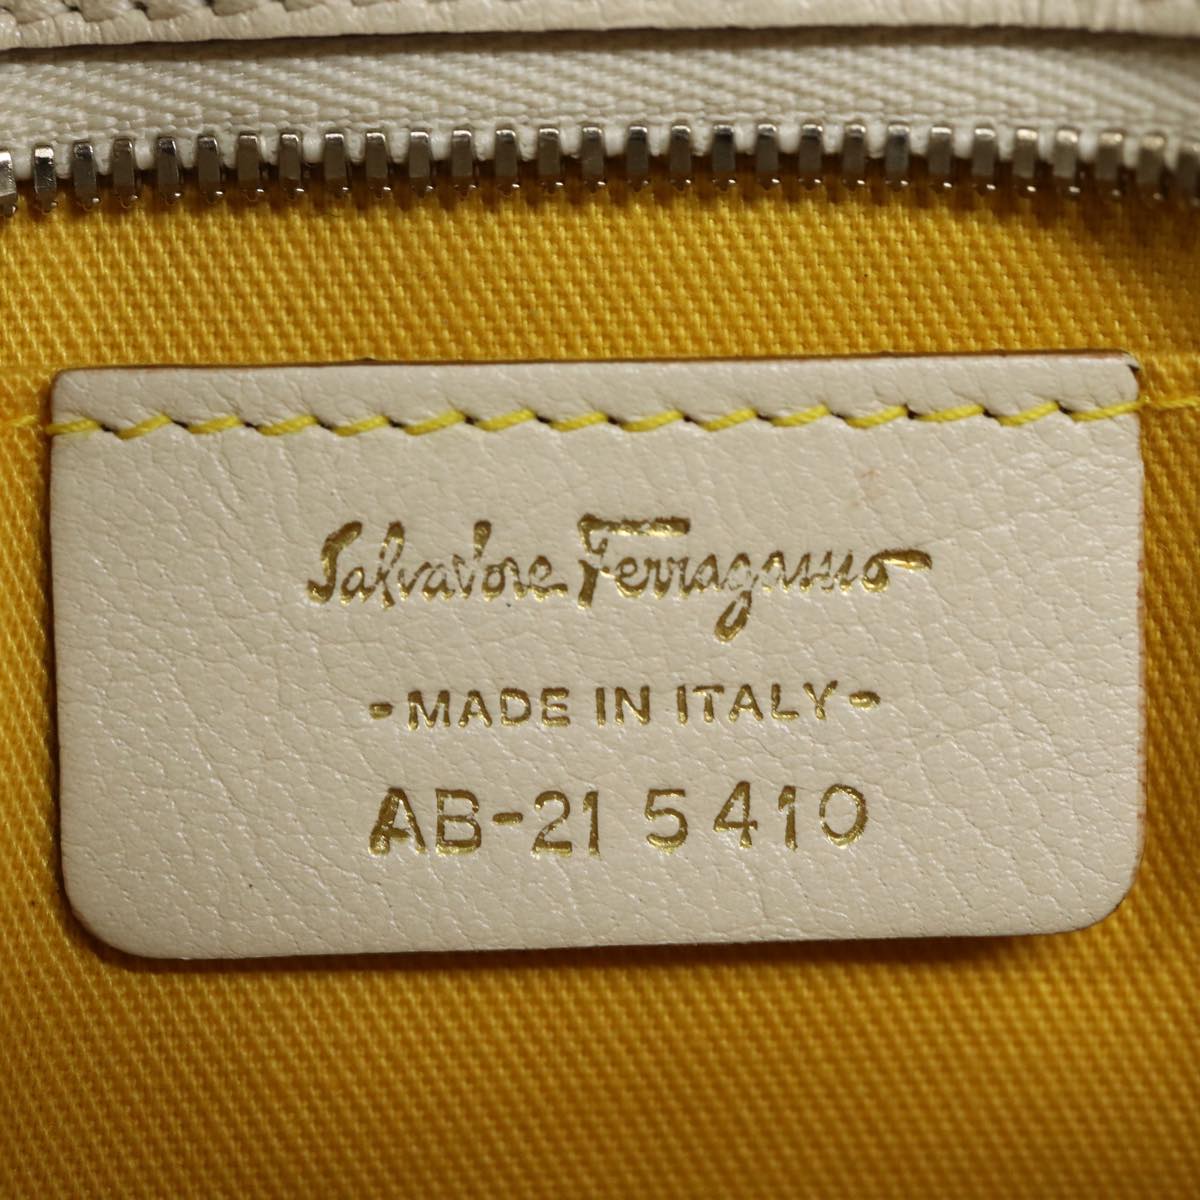 Salvatore Ferragamo
-MADE IN ITALY-
AB-21 5410